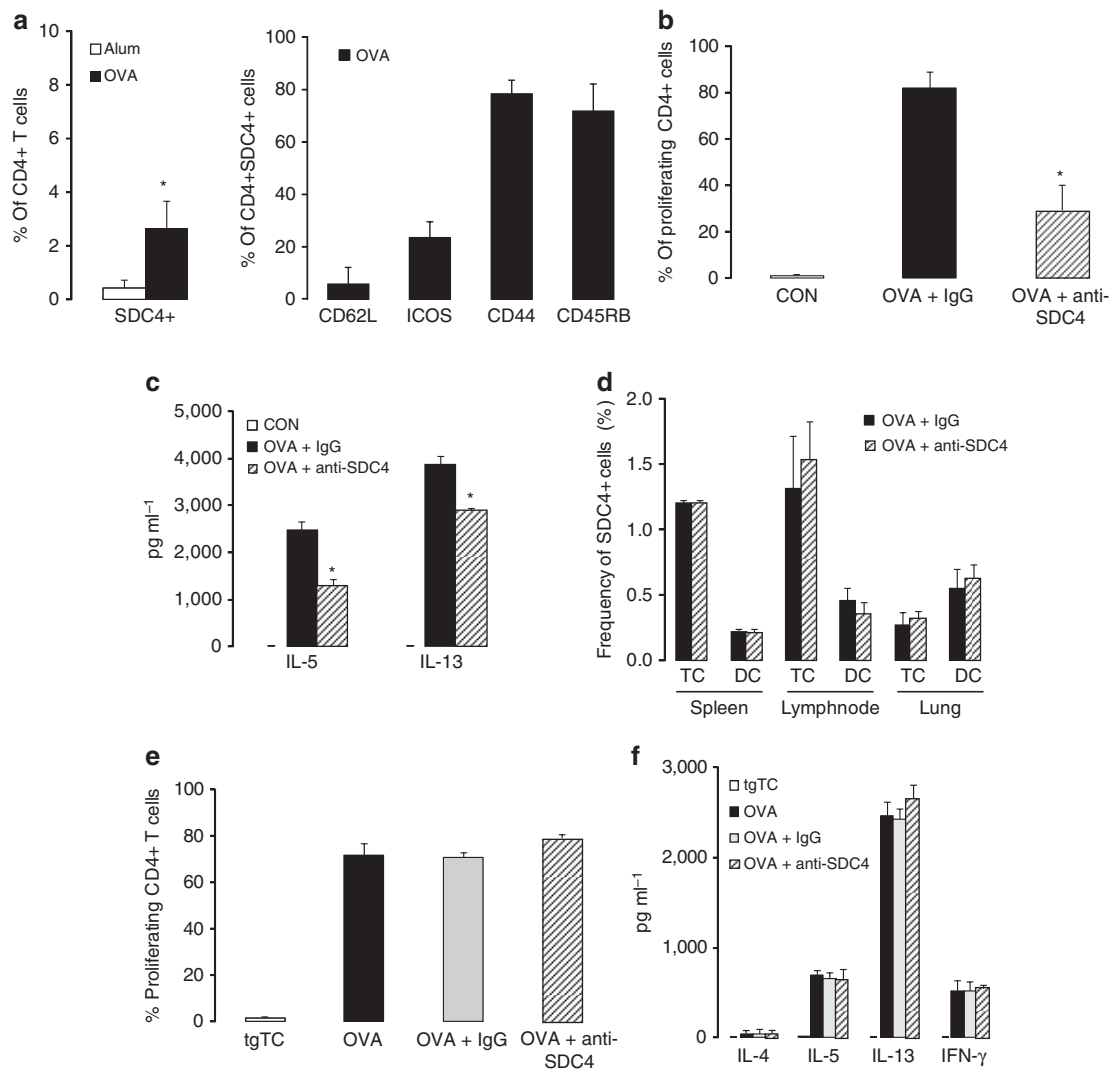 a
Alum
OVA
% Of CD4+ T cells
10
8
6
4
2
0
*
SDC4+
OVA
% Of CD4+SDC4+ cells
100
80
60
40
20
0
CD62L ICOS CD44 CD45RB
b
% Of proliferating CD4+ cells
100
80
60
40
20
0
*
CON OVA + IgG OVA + anti-
SDC4
c
CON
OVA + IgG
OVA + anti-SDC4
pg ml⁻¹
5,000
4,000
3,000
2,000
1,000
0
*
*
IL-5 IL-13
d
OVA + IgG
OVA + anti-SDC4
Frequency of SDC4+ cells (%)
2.0
1.5
1.0
0.5
0.0
TC DC TC DC TC DC
Spleen Lymphnode Lung
e
% Proliferating CD4+ T cells
100
80
60
40
20
0
tgTC OVA OVA + IgG OVA + anti-
SDC4
f
tgTC
OVA
OVA + IgG
OVA + anti-SDC4
pg ml⁻¹
3,000
2,000
1,000
0
IL-4 IL-5 IL-13 IFN-γ